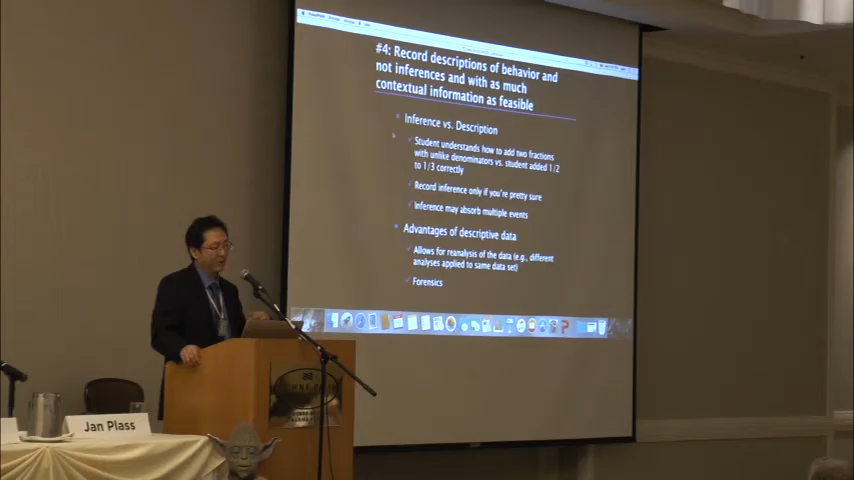 #4: Record descriptions of behavior and
not inferences and with as much
contextual information as feasible
Inference vs. Description
Student understands how to add two fractions
with unlike denominators vs. student added 1/2
to 1/3 correctly
Record inference only if you're pretty sure
Inference may absorb multiple events
Advantages of descriptive data
Allows for reanalysis of the data (e.g., different
analyses applied to same data set)
Forensics
Jan Plass